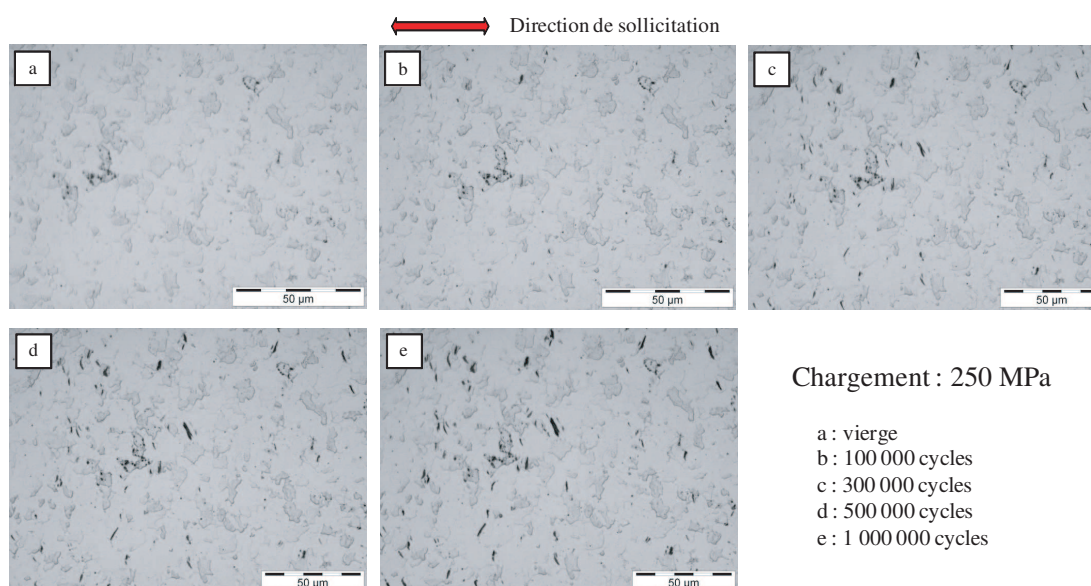 Direction de sollicitation
a
b
c
50 µm
50 µm
50 µm
d
e
50 µm
50 µm
Chargement : 250 MPa
a : vierge
b : 100 000 cycles
c : 300 000 cycles
d : 500 000 cycles
e : 1 000 000 cycles